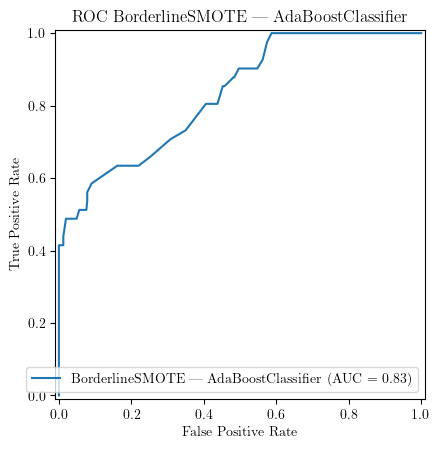 ROC BorderlineSMOTE — AdaBoostClassifier
True Positive Rate
1.0
0.8
0.6
0.4
0.2
0.0
BorderlineSMOTE — AdaBoostClassifier (AUC = 0.83)
0.0 0.2 0.4 0.6 0.8 1.0
False Positive Rate